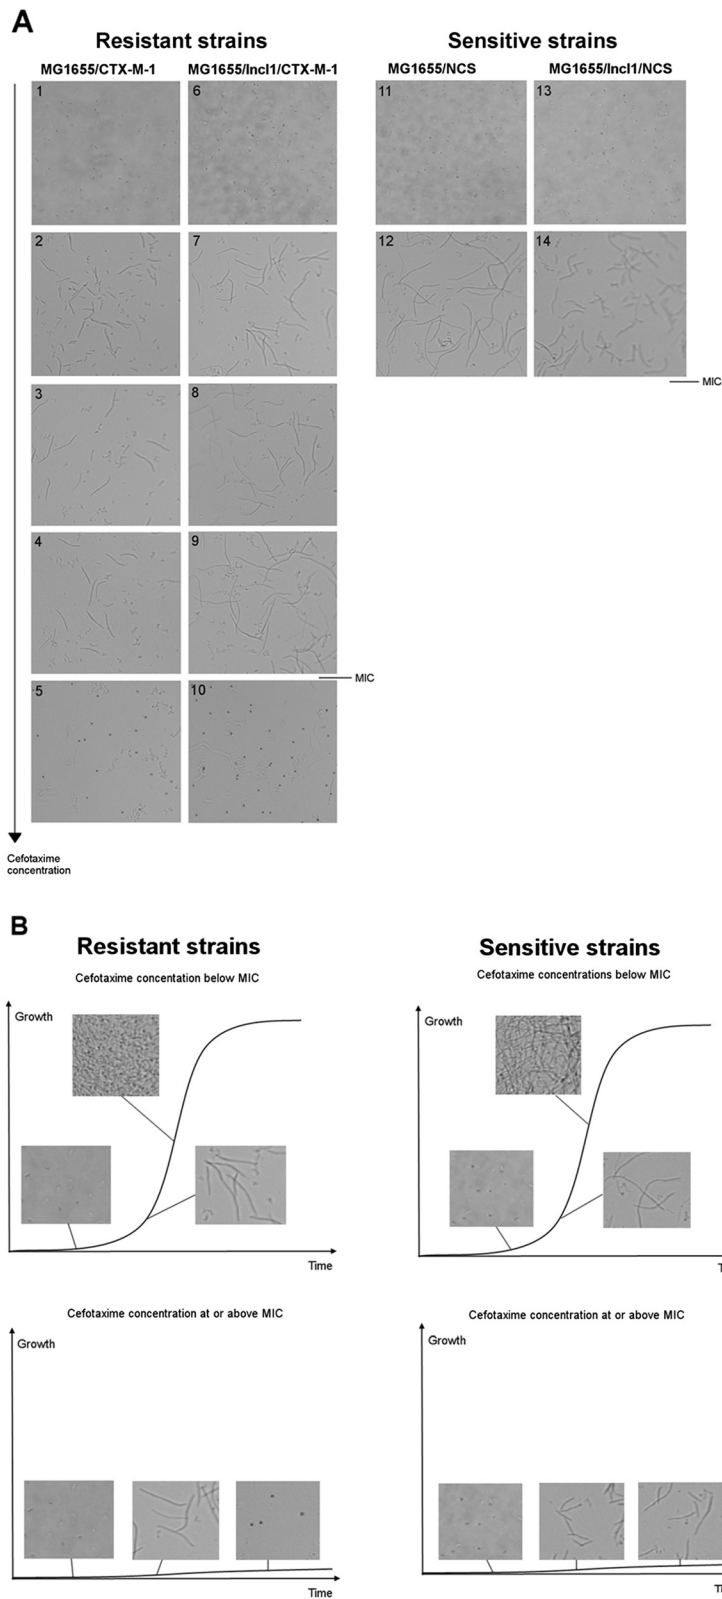 A
Resistant strains
Sensitive strains
MG1655/CTX-M-1
MG1655/IncI1/CTX-M-1
MG1655/NCS
MG1655/IncI1/NCS
1
6
11
13
2
7
12
14
MIC
3
8
4
9
MIC
5
10
Cefotaxime
concentration
B
Resistant strains
Sensitive strains
Cefotaxime concentation below MIC
Cefotaxime concentrations below MIC
Growth
Growth
Time
T
Cefotaxime concentration at or above MIC
Cefotaxime concentration at or above MIC
Growth
Growth
Time
Ti